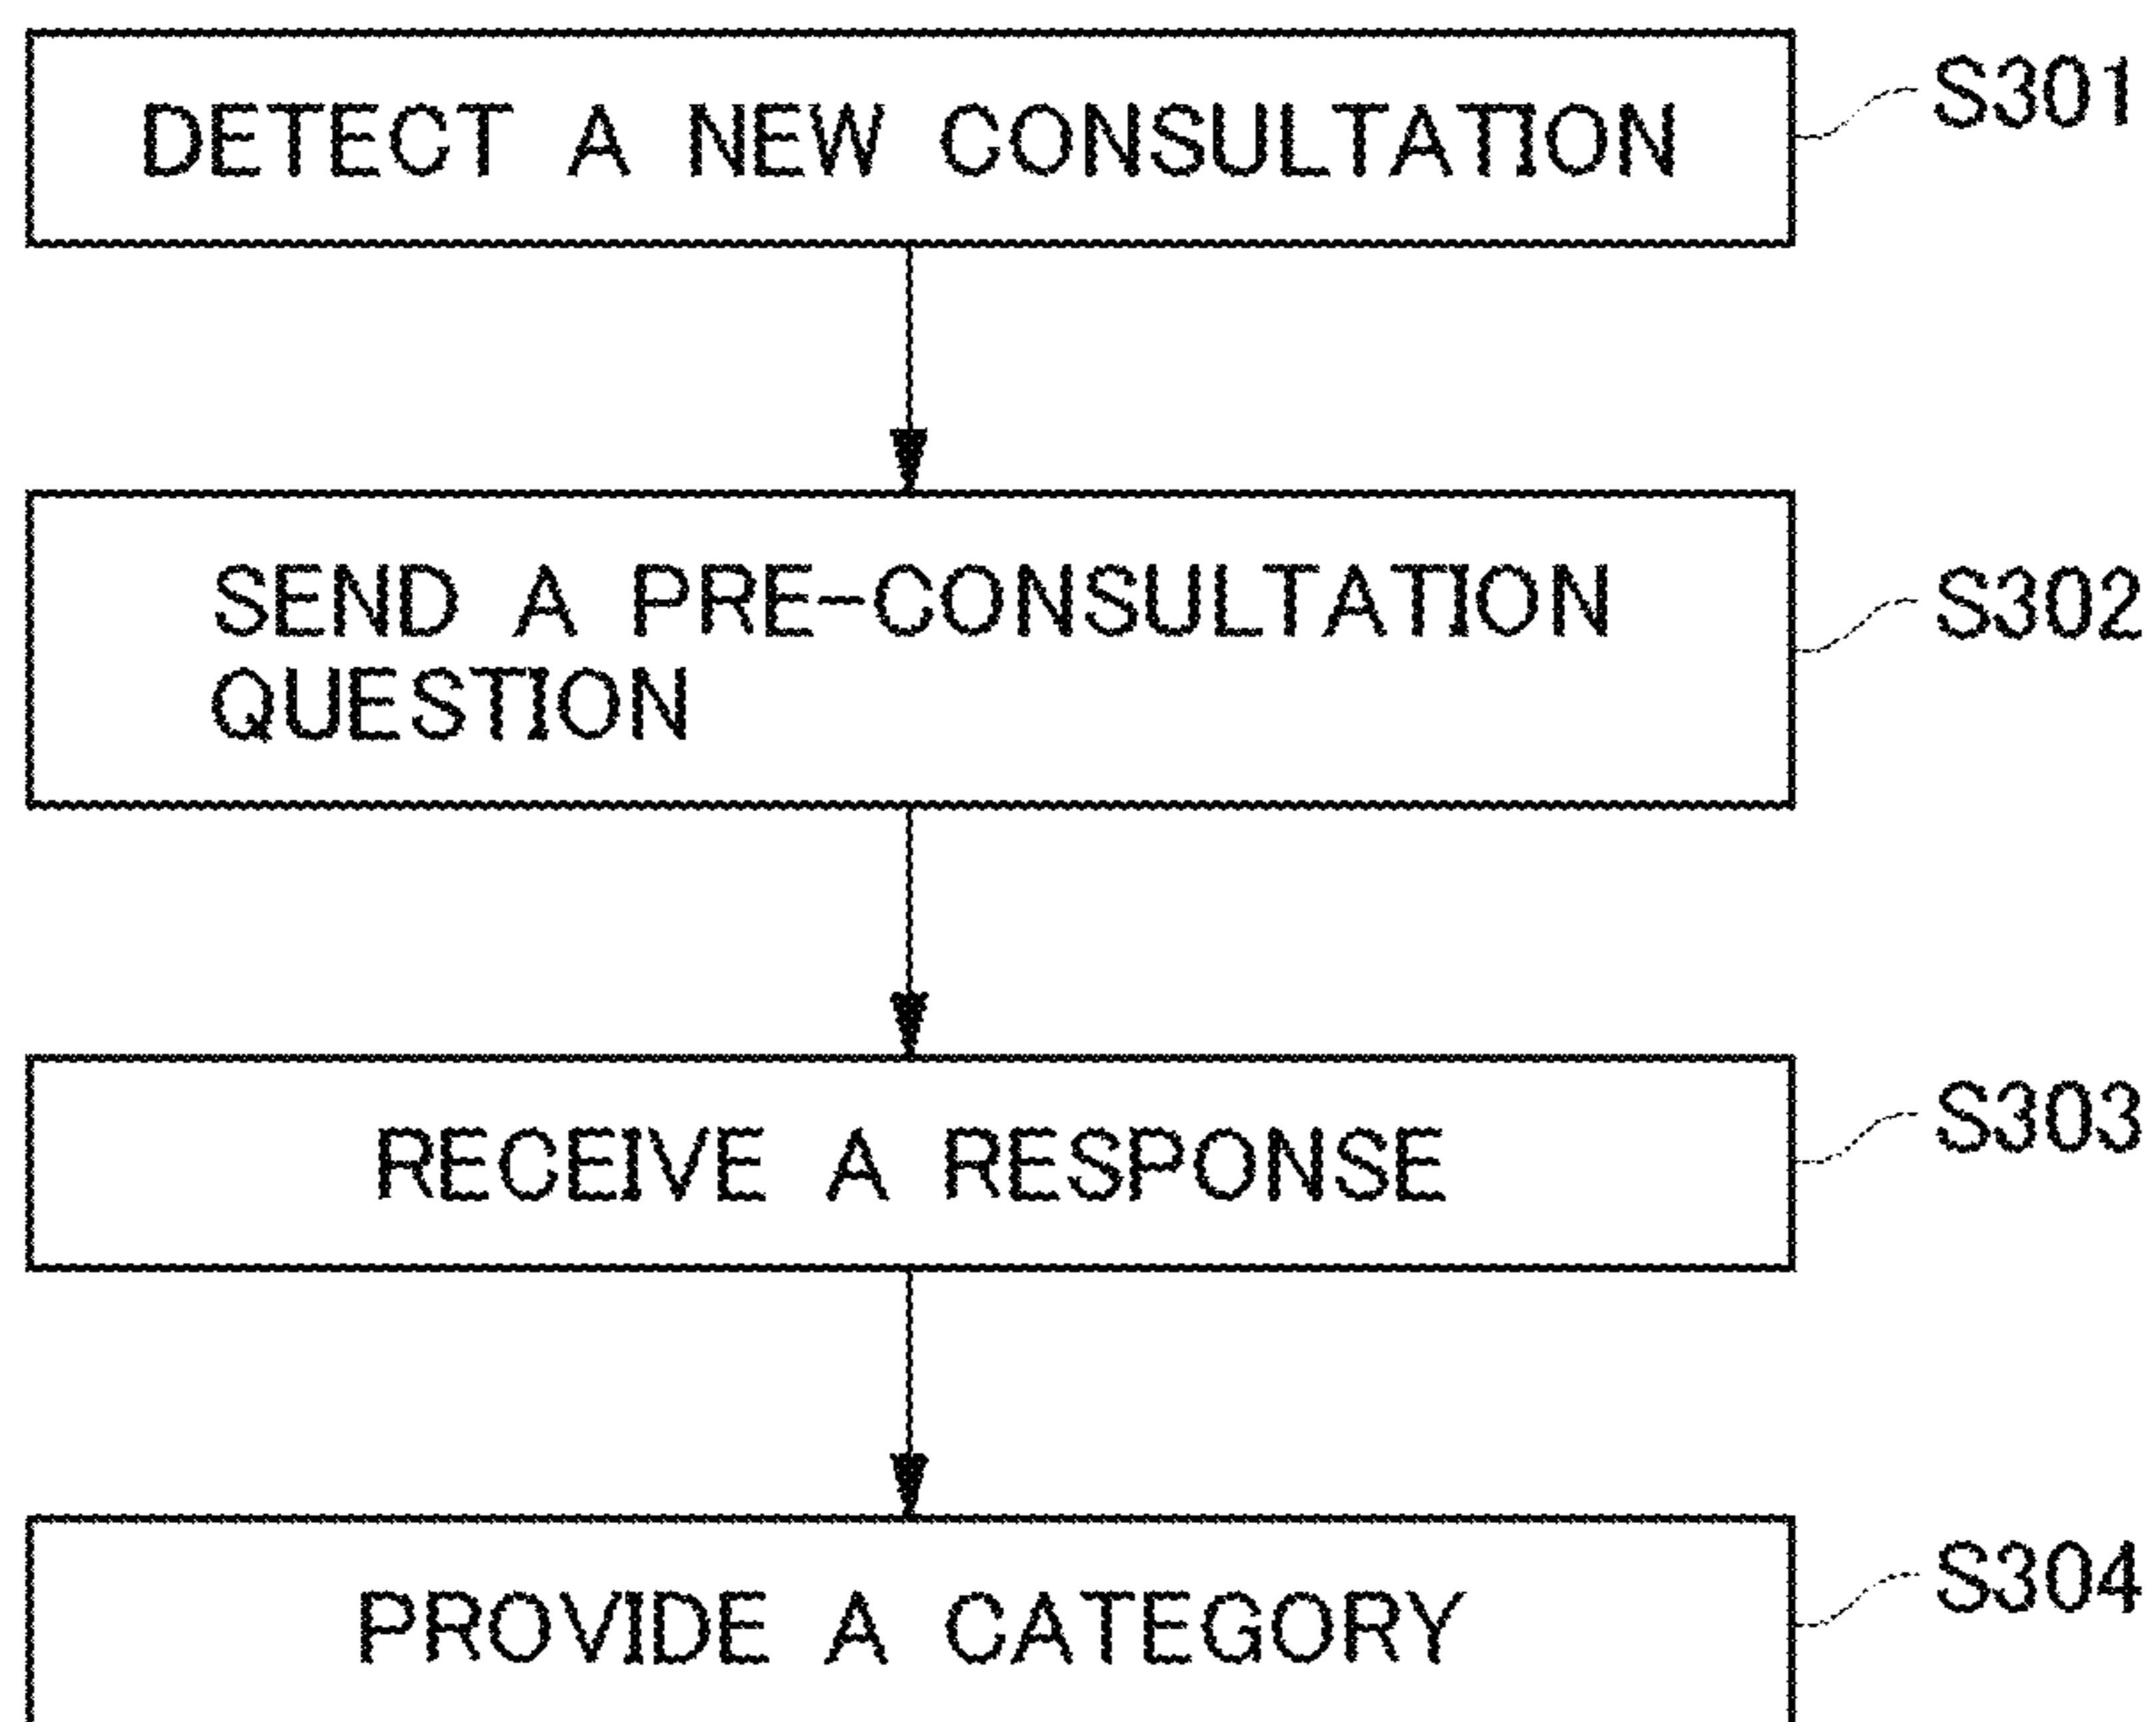 DETECT A NEW CONSULTATION
S301
SEND A PRE-CONSULTATION
QUESTION
S302
RECEIVE A RESPONSE
S303
PROVIDE A CATEGORY
S304